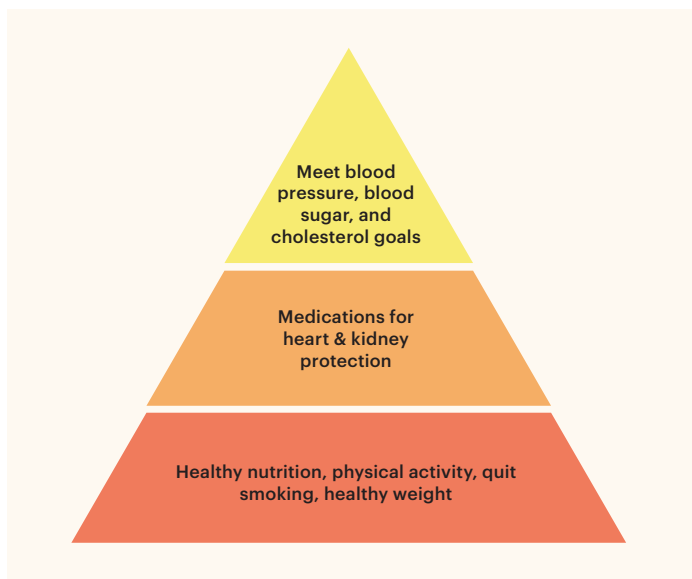 Meet blood
pressure, blood
sugar, and
cholesterol goals
Medications for
heart & kidney
protection
Healthy nutrition, physical activity, quit
smoking, healthy weight